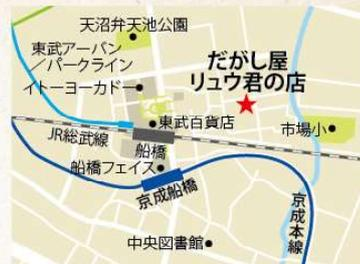 天沼弁天池公園
東武アーバン
／パークライン
イトーヨーカドー
だがし屋
リュウ君の店
東武百貨店
市場小
JR総武線
船橋
船橋フェイス
京成船橋
京成本線
中央図書館